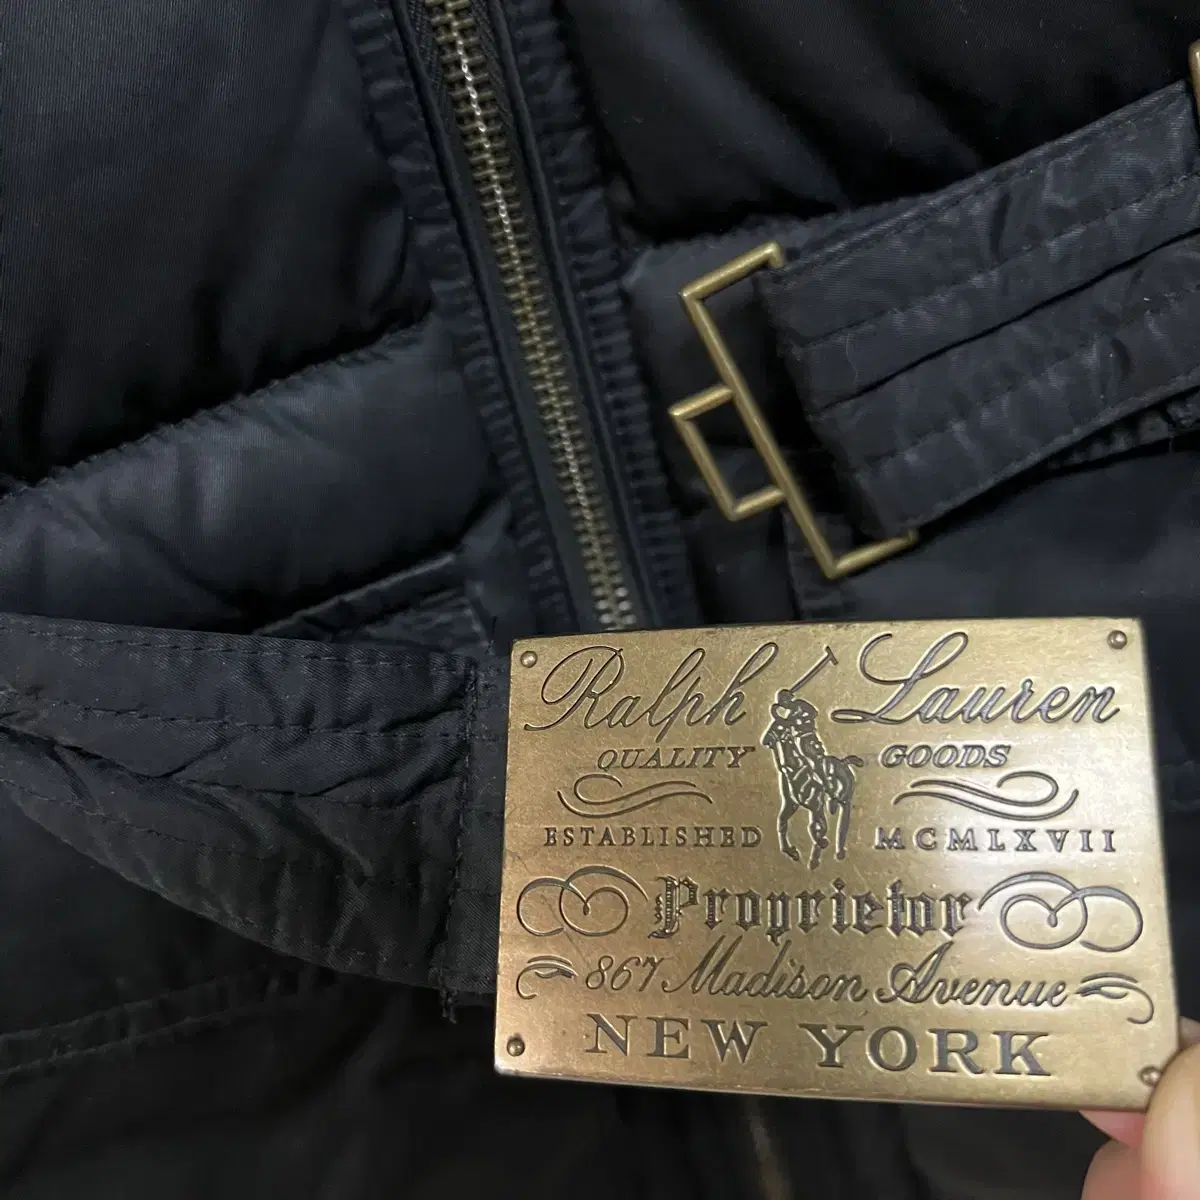 Ralph Lauren
QUALITY GOODS
ESTABLISHED MCMLXVII
Proprietor
867 Madison Avenue
NEW YORK